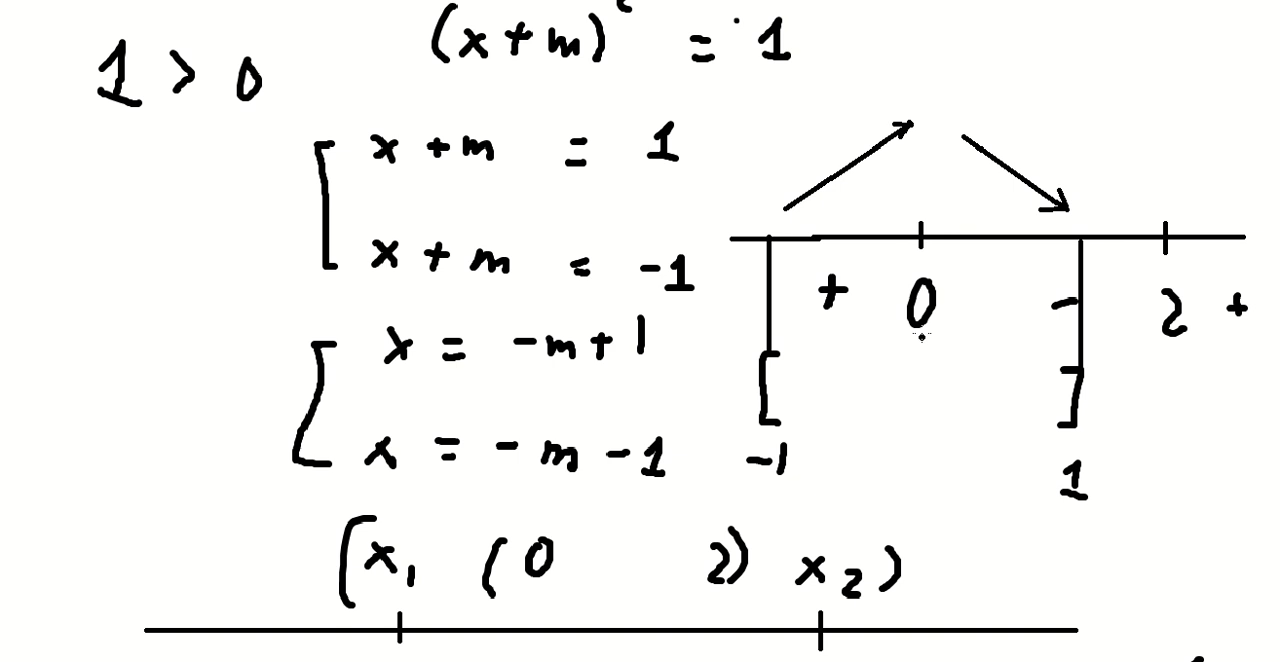 (x + m)² = 1
1 > 0
x + m = 1
x + m = -1
+ 0 - 2 +
x = -m + 1
x = -m - 1
-1
1
[x₁ (0 2) x₂)